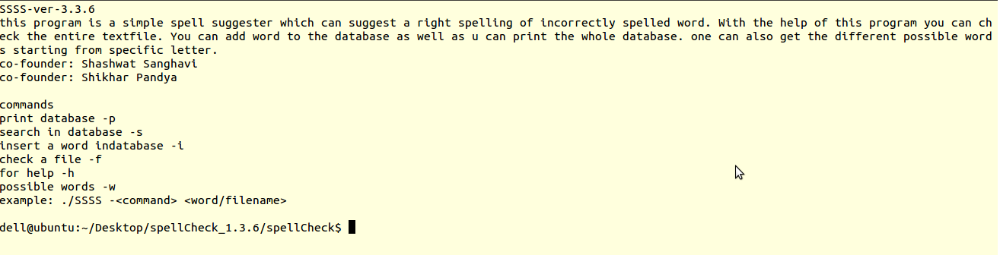 SSSS-ver-3.3.6
this program is a simple spell suggester which can suggest a right spelling of incorrectly spelled word. With the help of this program you can ch
eck the entire textfile. You can add word to the database as well as u can print the whole database. one can also get the different possible word
s starting from specific letter.
co-founder: Shashwat Sanghavi
co-founder: Shikhar Pandya

commands
print database -p
search in database -s
insert a word indatabase -i
check a file -f
for help -h
possible words -w
example: ./SSSS -<command> <word/filename>

dell@ubuntu:~/Desktop/spellCheck_1.3.6/spellCheck$